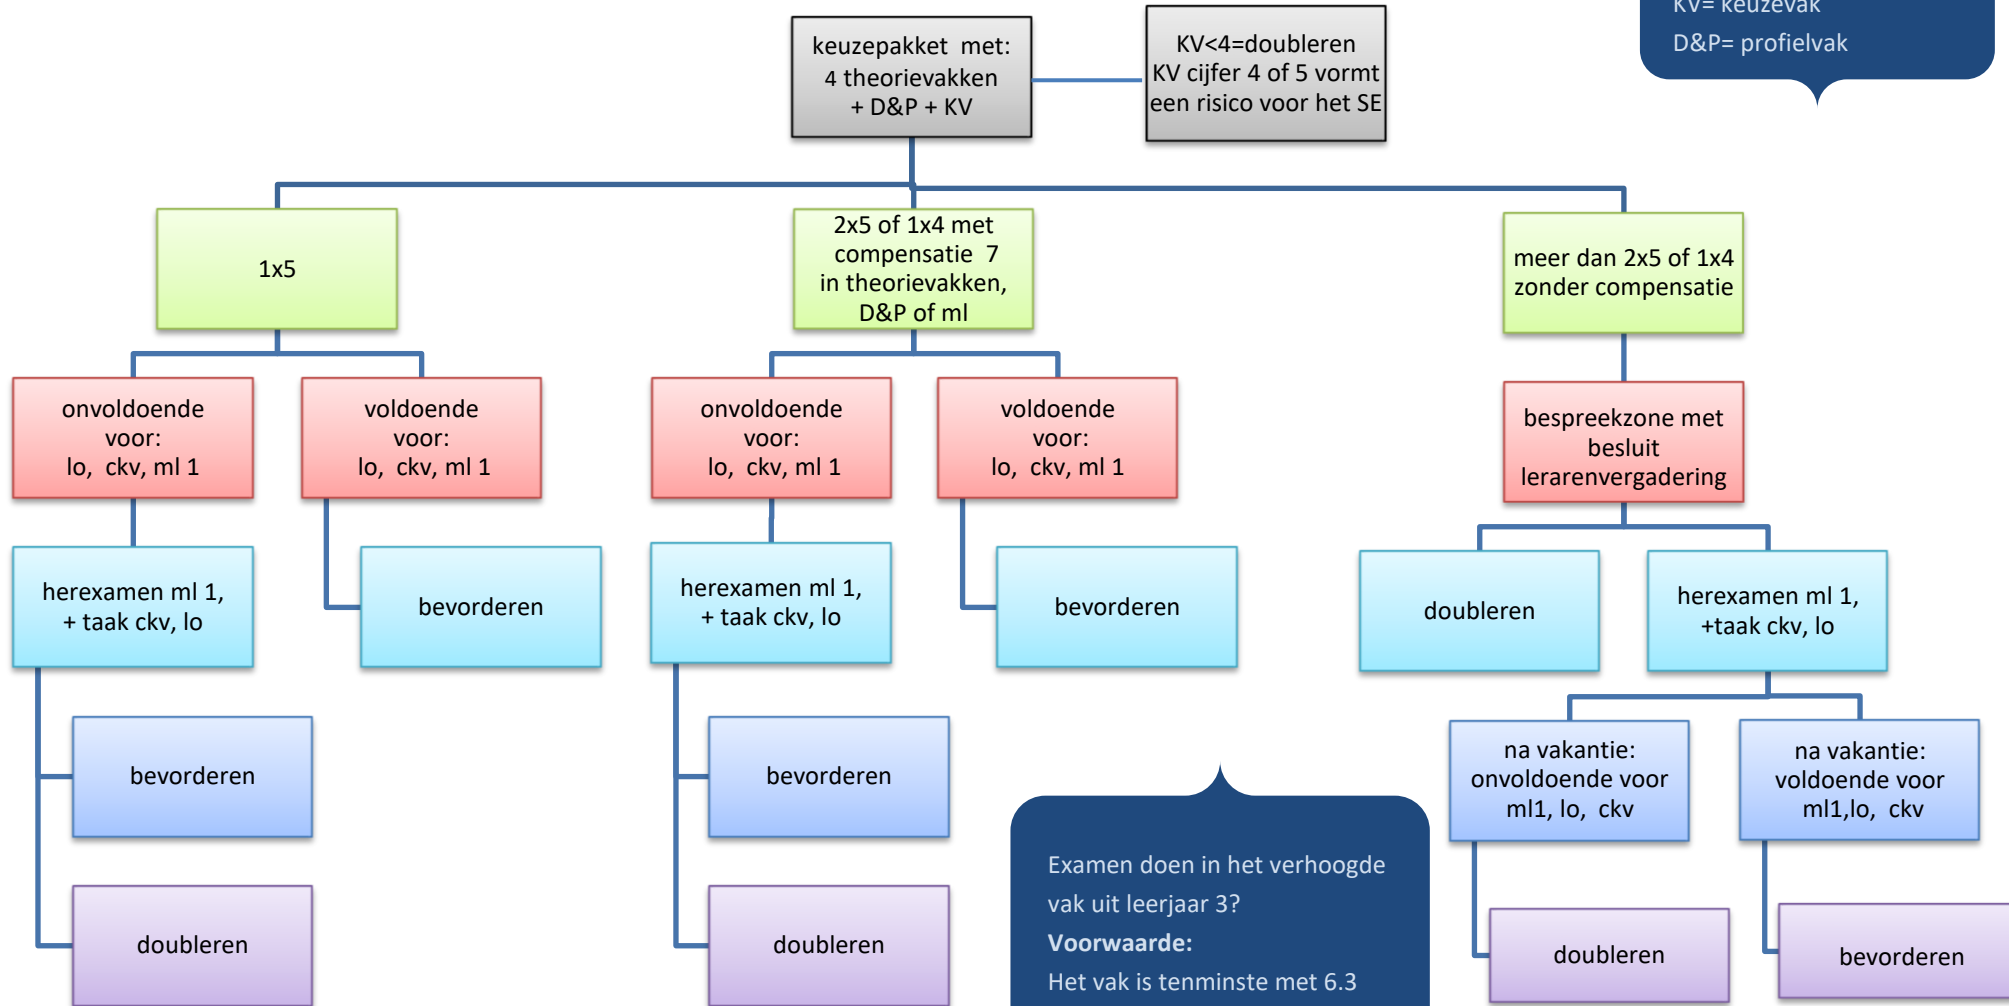 KV= keuzevak
D&P= profielvak
keuzepakket met:
4 theorievakken
+ D&P + KV
KV<4=doubleren
KV cijfer 4 of 5 vormt
een risico voor het SE
1x5
2x5 of 1x4 met
compensatie 7
in theorievakken,
D&P of ml
meer dan 2x5 of 1x4
zonder compensatie
onvoldoende
voor:
lo, ckv, ml 1
voldoende
voor:
lo, ckv, ml 1
onvoldoende
voor:
lo, ckv, ml 1
voldoende
voor:
lo, ckv, ml 1
bespreekzone met
besluit
lerarenvergadering
herexamen ml 1,
+ taak ckv, lo
bevorderen
herexamen ml 1,
+ taak ckv, lo
bevorderen
doubleren
herexamen ml 1,
+taak ckv, lo
bevorderen
bevorderen
na vakantie:
onvoldoende voor
ml1, lo, ckv
na vakantie:
voldoende voor
ml1,lo, ckv
doubleren
doubleren
Examen doen in het verhoogde
vak uit leerjaar 3?
Voorwaarde:
Het vak is tenminste met 6.3
doubleren
bevorderen